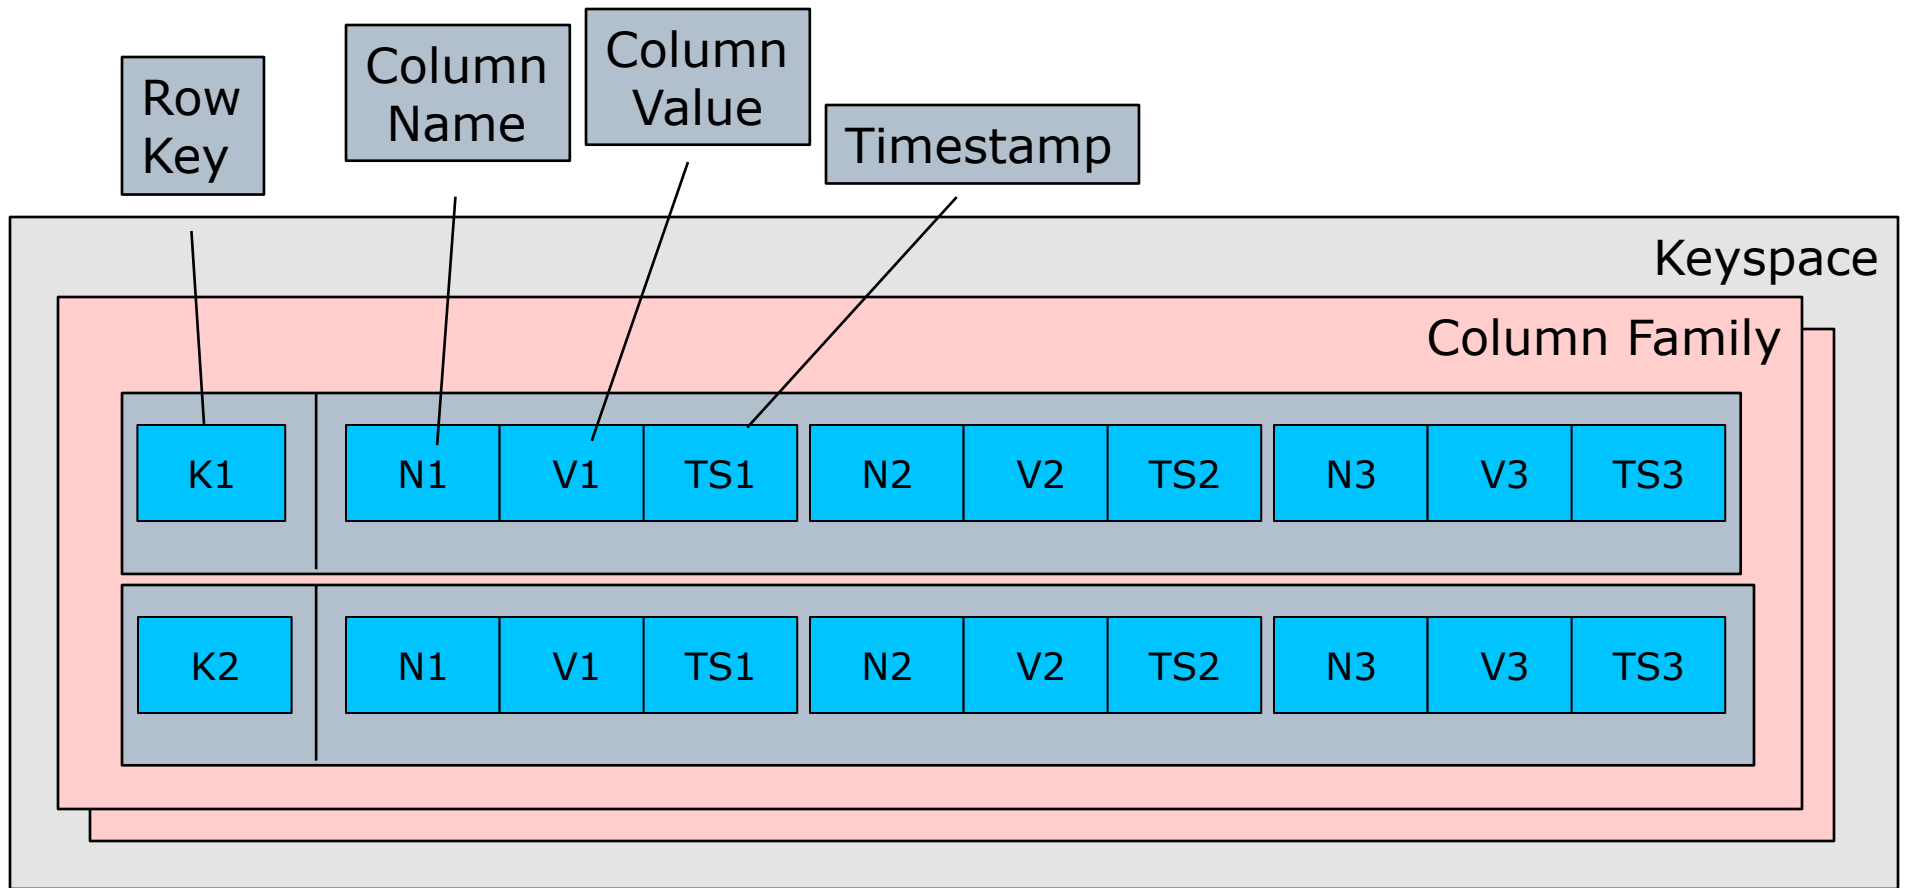 Row
Key
Column
Name
Column
Value
Timestamp
Keyspace
Column Family
K1 N1 V1 TS1 N2 V2 TS2 N3 V3 TS3
K2 N1 V1 TS1 N2 V2 TS2 N3 V3 TS3